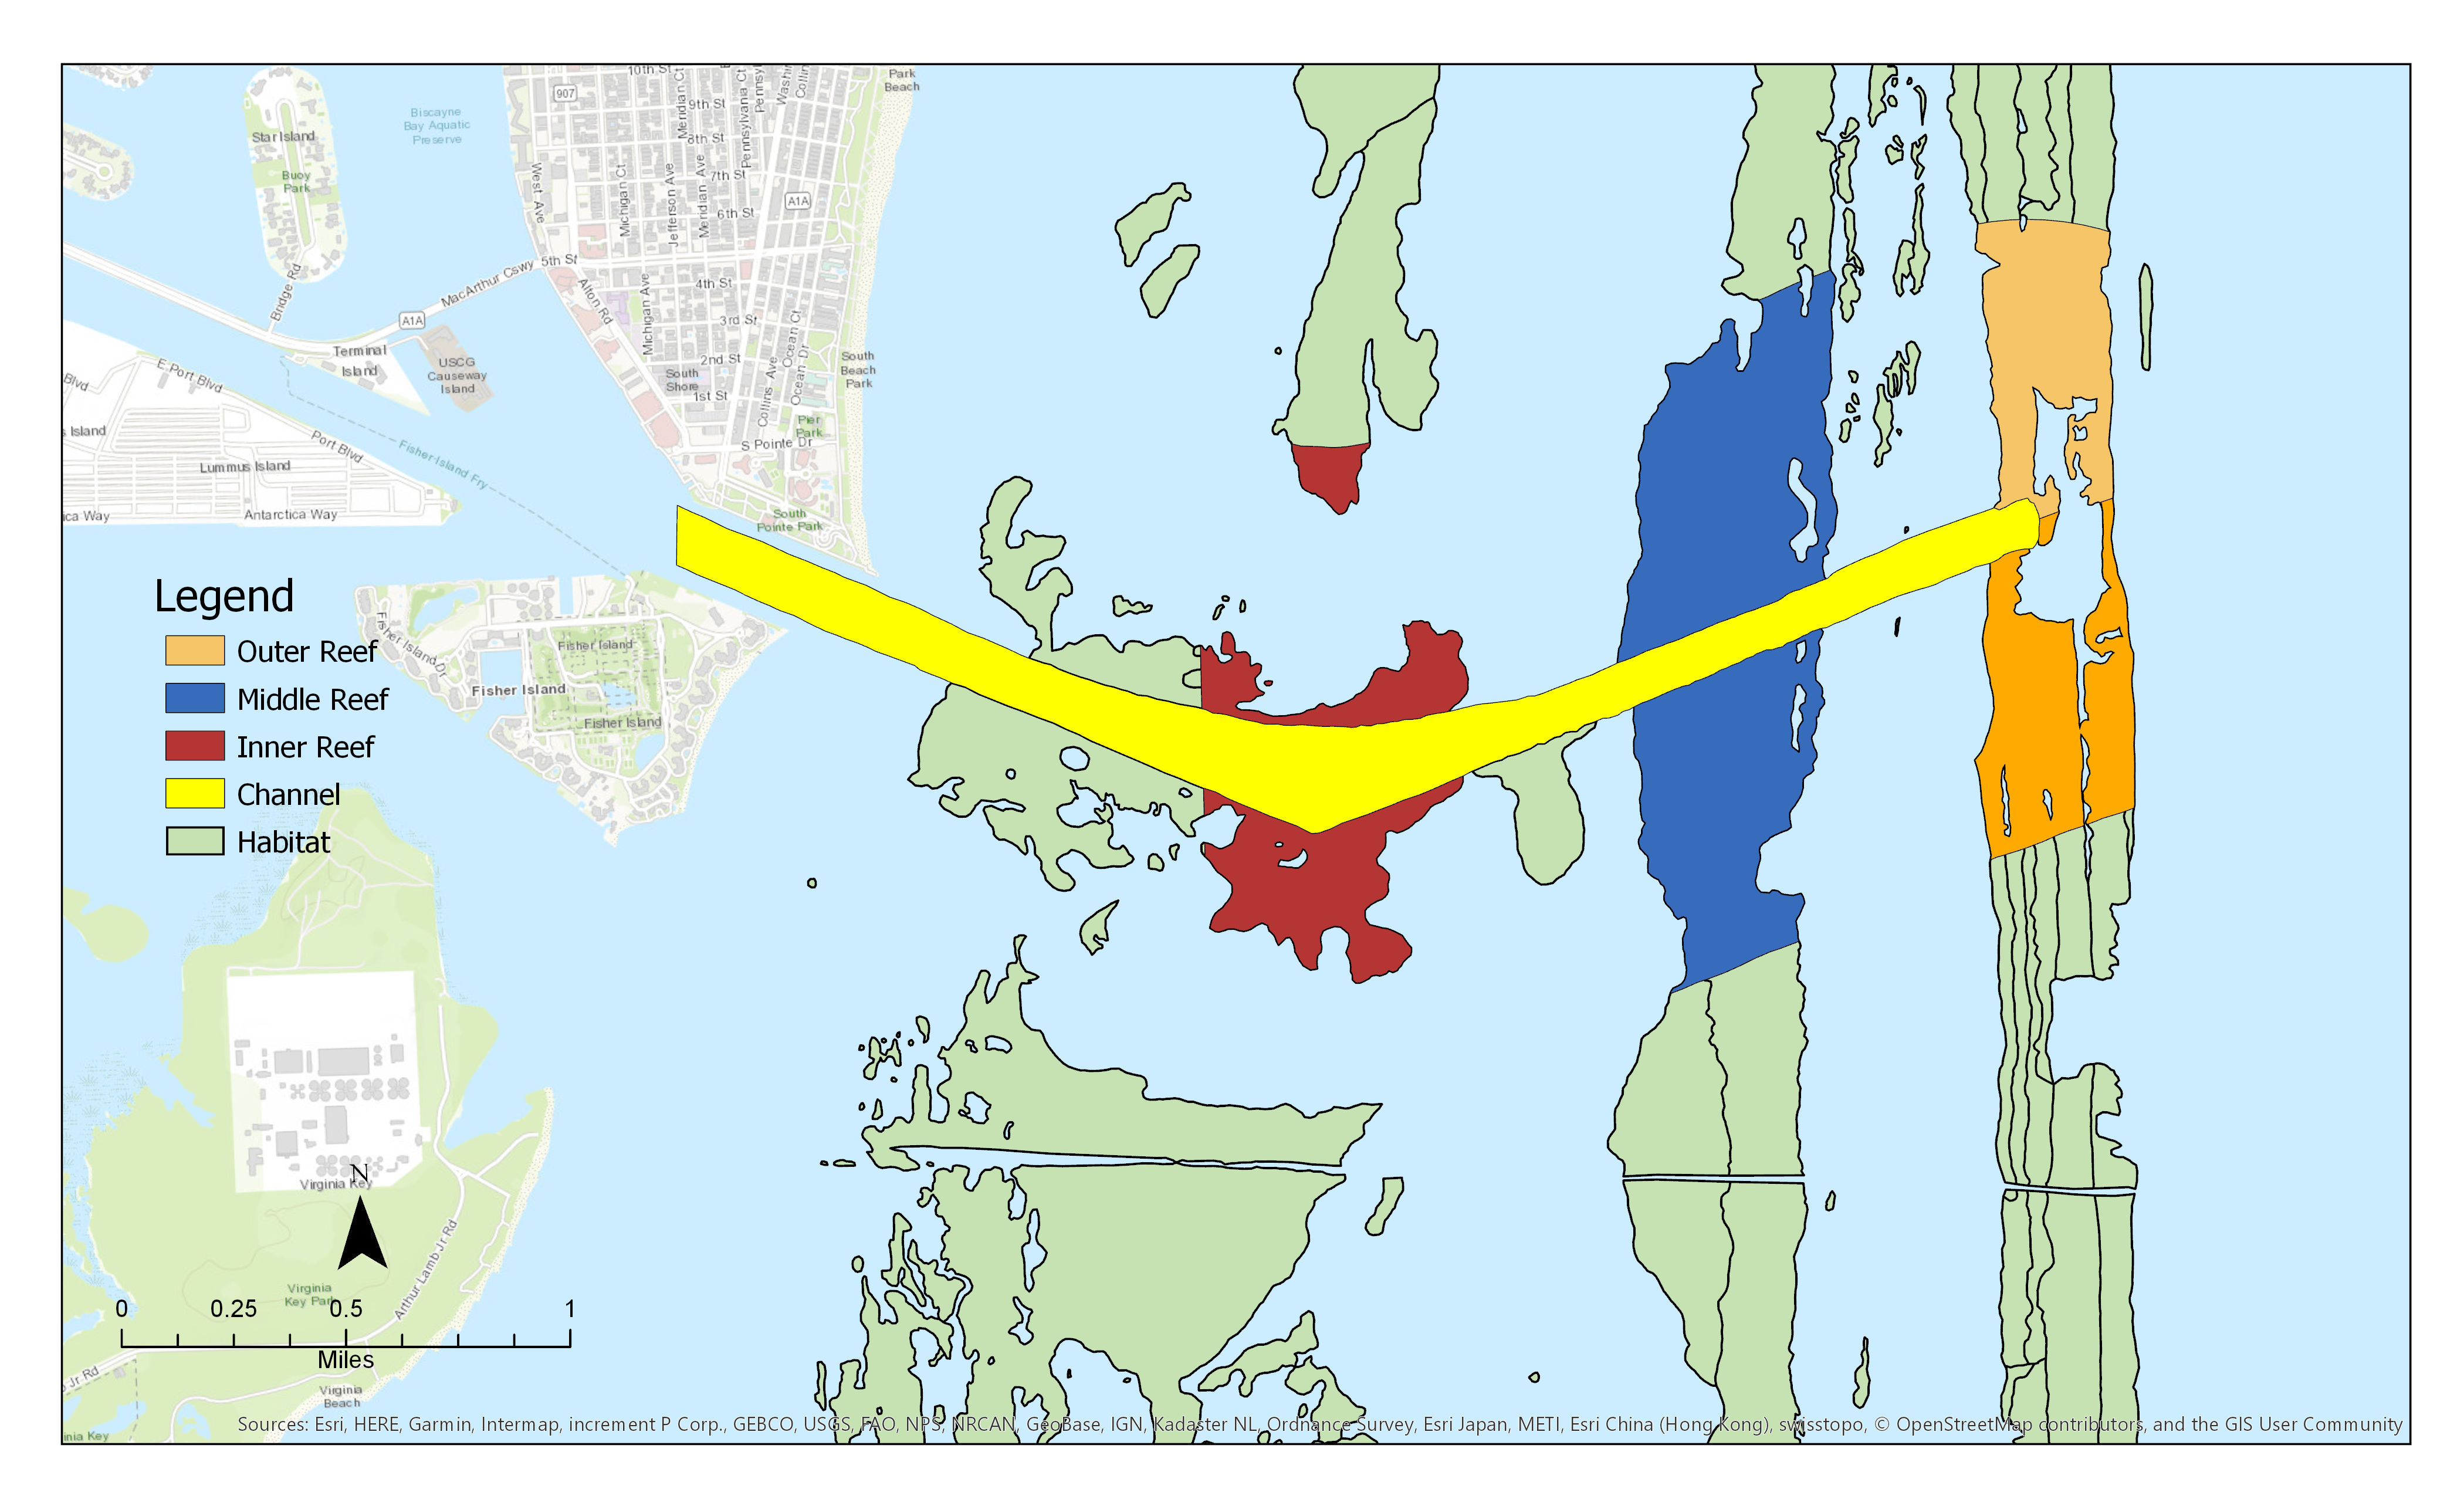 10th St
Meridian Ct
Pennsylvania Ct
Pennsyl
Washi
Collin
Park
Beach
907
9th St
Biscayne
Bay Aquatic
Preserve
Star Island
8th St
Buoy
Park
West Ave
Michigan Ct
Jefferson Ave
Meridian Ave
7th St
A1A
6th St
Bridge Rd
MacArthur Cswy
5th St
Alton Rd
Michigan Ave
4th St
A1A
3rd St
Ocean Ct
Terminal
Island
USCG
Causeway
Island
2nd St
Collins Ave
Ocean Dr
South
Beach
Park
South
Shore
1st St
Blvd
E Port Blvd
Pier
Park
s Island
Port Blvd
S Pointe Dr
Lummus Island
Fisher Island Fry
ica Way
Antarctica Way
South
Pointe Park
Legend
Outer Reef
Middle Reef
Inner Reef
Channel
Habitat
Fisher Island Dr
Fisher Island
Fisher Island
Fisher Island
N
Virginia Key
Arthur Lamb Jr Rd
Virginia
Key Park
0 0.25 0.5 1
Miles
Jr Rd
Virginia
Beach
inia Key
Sources: Esri, HERE, Garmin, Intermap, increment P Corp., GEBCO, USGS, FAO, NPS, NRCAN, GeoBase, IGN, Kadaster NL, Ordnance Survey, Esri Japan, METI, Esri China (Hong Kong), swisstopo, © OpenStreetMap contributors, and the GIS User Community